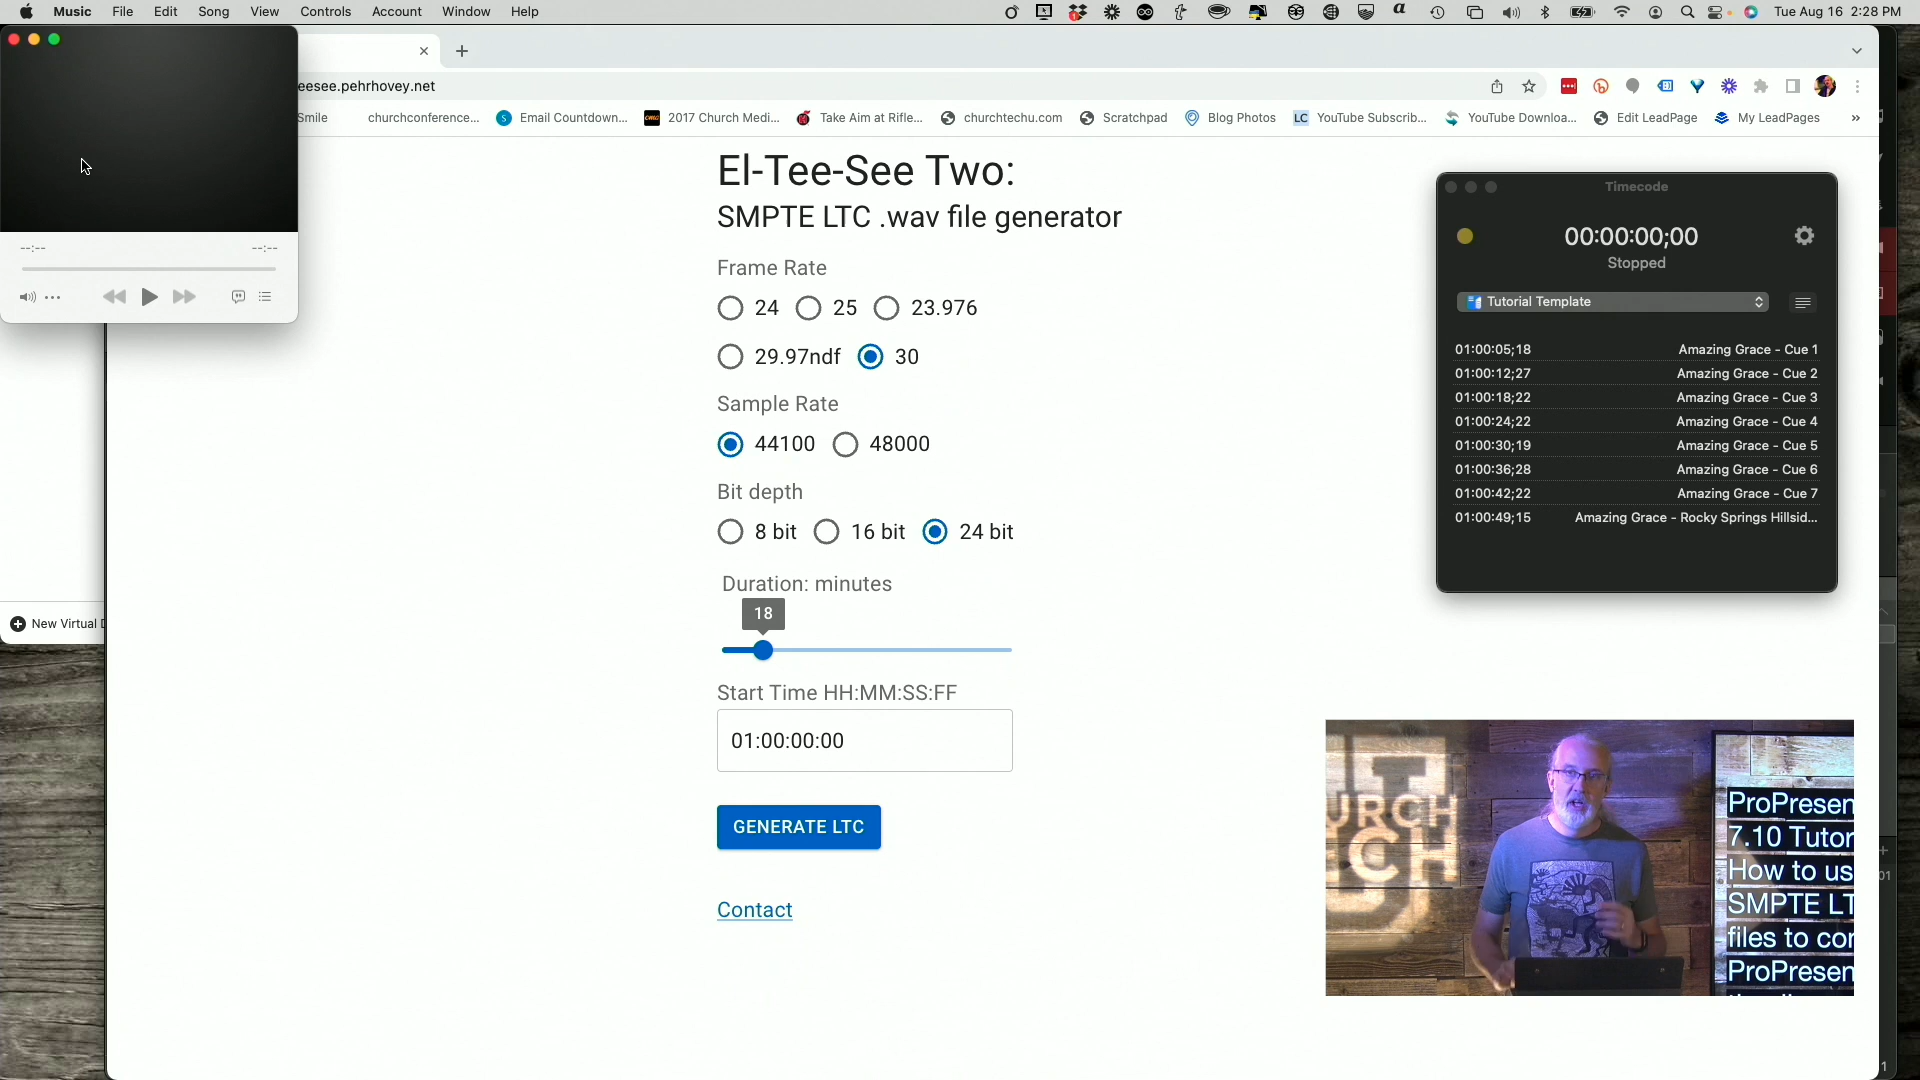 Music File Edit Song View Controls Account Window Help
Tue Aug 16 2:28 PM
eesee.pehrhovey.net
Smile churchconference... Email Countdown... 2017 Church Medi... Take Aim at Rifle... churchtechu.com Scratchpad Blog Photos LC YouTube Subscrib... YouTube Downloa... Edit LeadPage My LeadPages »
--:-- --:--
New Virtual D
El-Tee-See Two:
SMPTE LTC .wav file generator
Frame Rate
24 25 23.976
29.97ndf 30
Sample Rate
44100 48000
Bit depth
8 bit 16 bit 24 bit
Duration: minutes
18
Start Time HH:MM:SS:FF
01:00:00:00
GENERATE LTC
Contact
Timecode
00:00:00;00
Stopped
Tutorial Template
01:00:05;18 Amazing Grace - Cue 1
01:00:12;27 Amazing Grace - Cue 2
01:00:18;22 Amazing Grace - Cue 3
01:00:24;22 Amazing Grace - Cue 4
01:00:30;19 Amazing Grace - Cue 5
01:00:36;28 Amazing Grace - Cue 6
01:00:42;22 Amazing Grace - Cue 7
01:00:49;15 Amazing Grace - Rocky Springs Hillsid...
URCH
CH
ProPresen
7.10 Tutor
How to us
SMPTE LT
files to cor
ProPresen
01
1